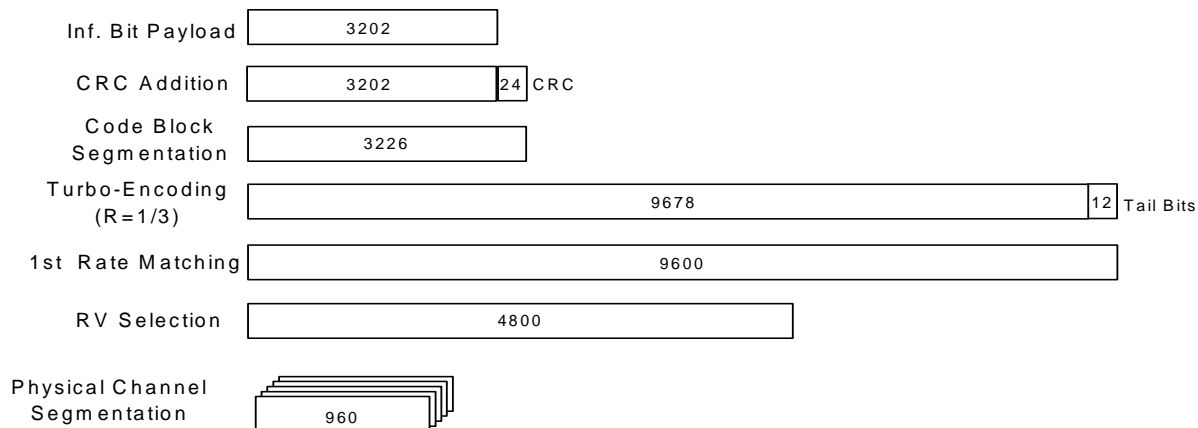 Inf. Bit Payload 3202
CRC Addition 3202 24 CRC
Code Block
Segmentation 3226
Turbo-Encoding
(R=1/3) 9678 12 Tail Bits
1st Rate Matching 9600
RV Selection 4800
Physical Channel
Segmentation 960